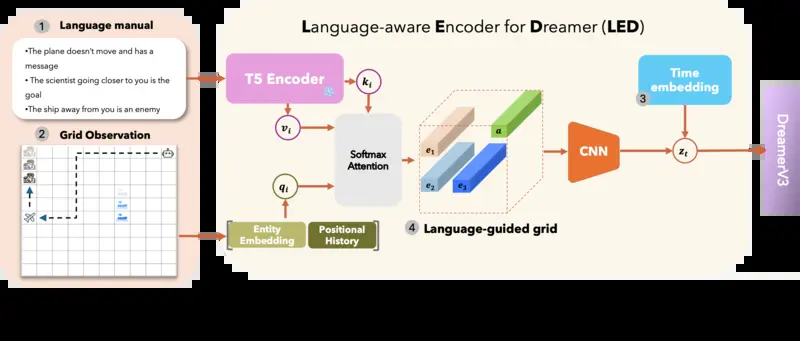 1 Language manual
•The plane doesn't move and has a
message
• The scientist going closer to you is the
goal
•The ship away from you is an enemy
2 Grid Observation
Language-aware Encoder for Dreamer (LED)
T5 Encoder
k_i
v_i
q_i
Softmax
Attention
Entity
Embedding
Positional
History
e_1
a
e_2
e_3
4 Language-guided grid
CNN
Time
embedding
3
z_t
DreamerV3